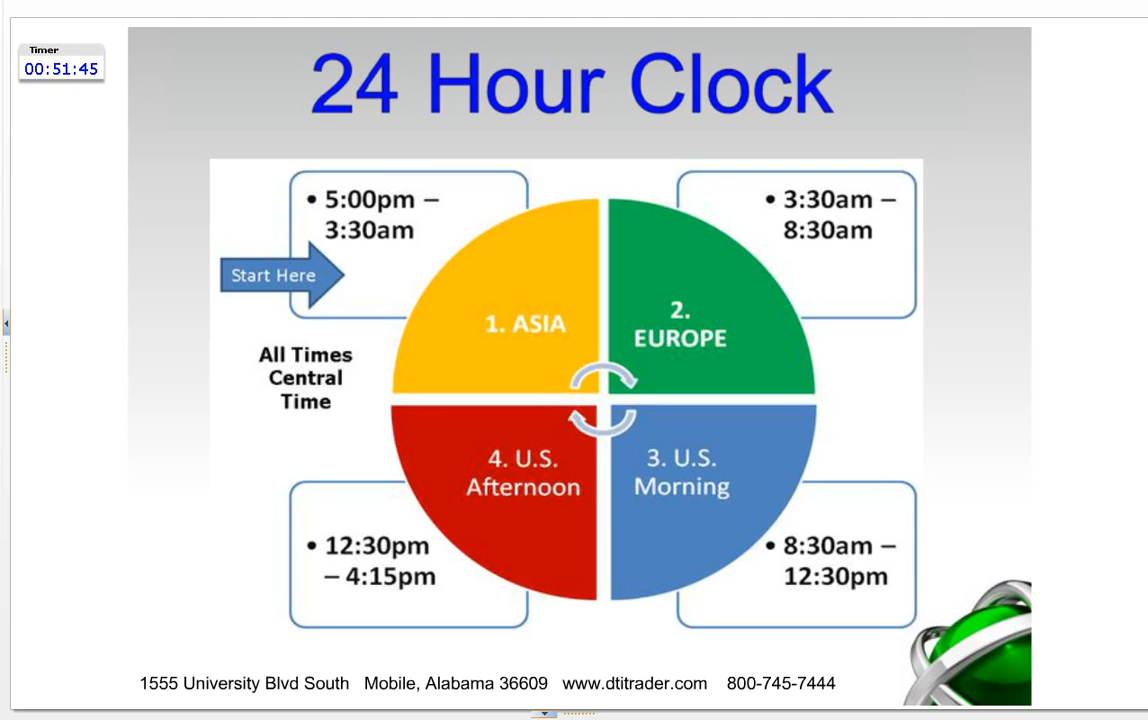 Timer
00:51:45
24 Hour Clock
• 5:00pm –
3:30am
• 3:30am –
8:30am
Start Here
1. ASIA
2.
EUROPE
All Times
Central
Time
4. U.S.
Afternoon
3. U.S.
Morning
• 12:30pm
– 4:15pm
• 8:30am –
12:30pm
1555 University Blvd South Mobile, Alabama 36609 www.dtitrader.com 800-745-7444